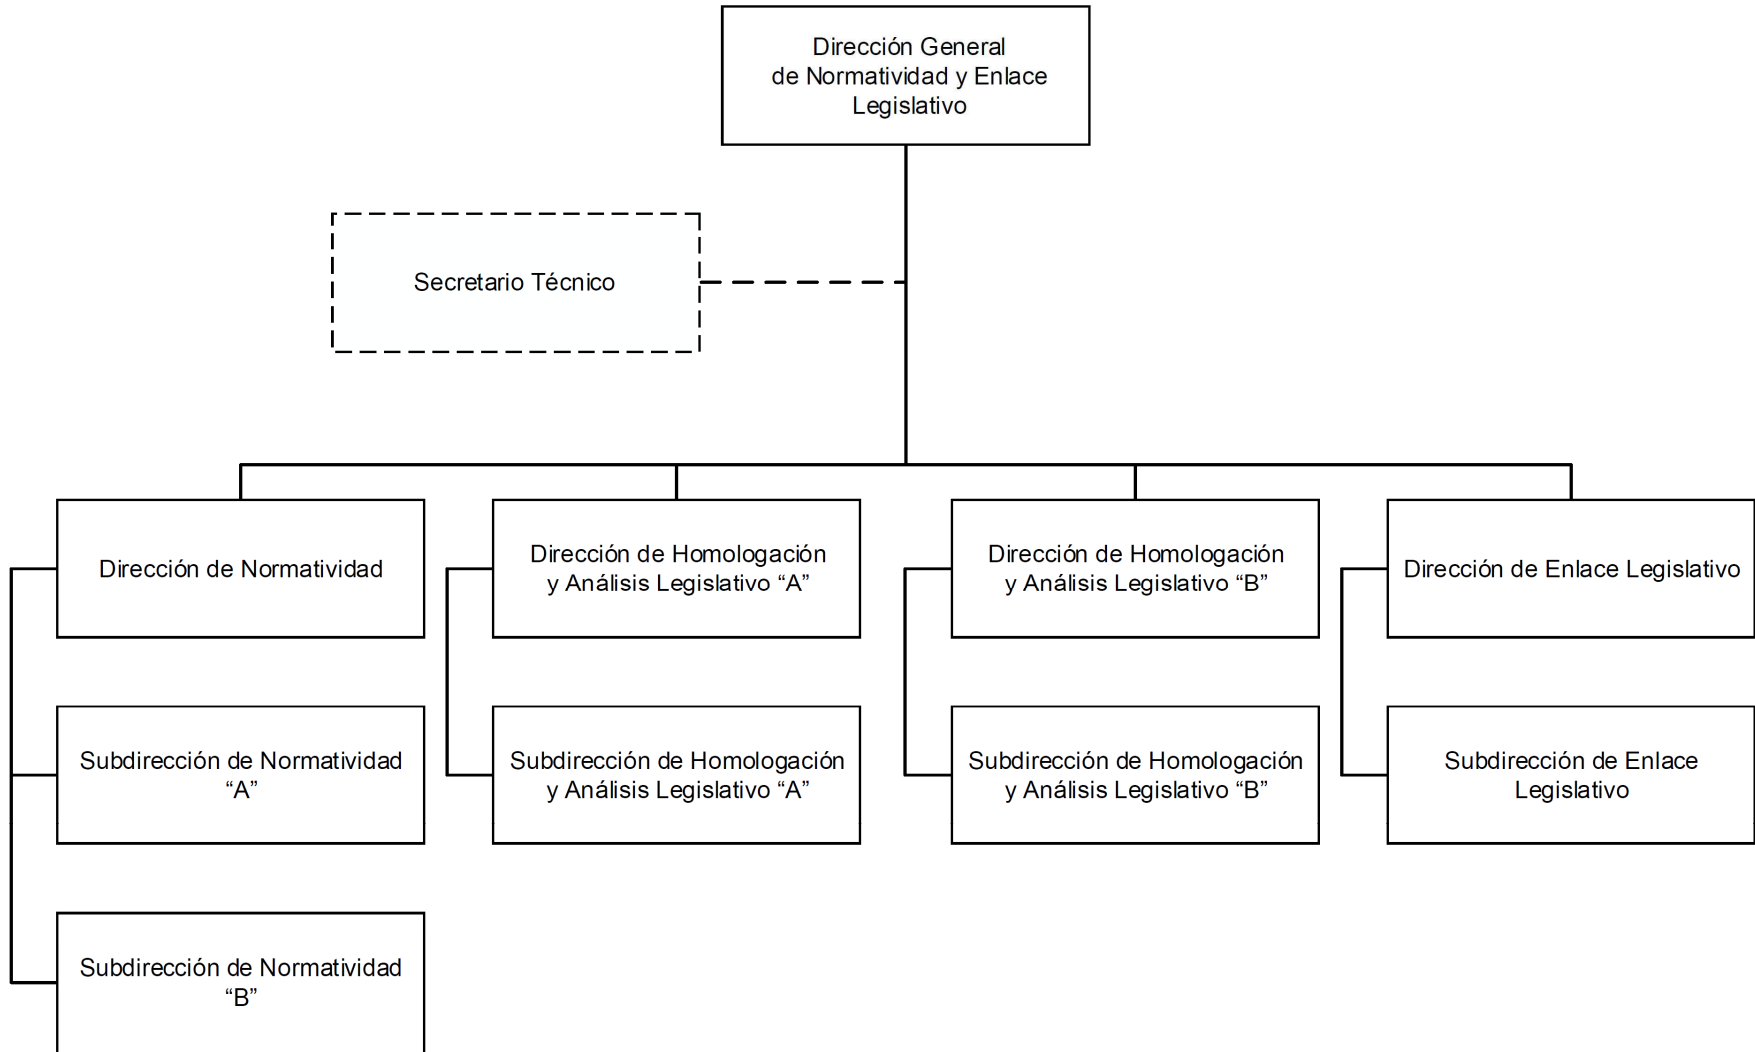 Dirección General
de Normatividad y Enlace
Legislativo
Secretario Técnico
Dirección de Normatividad
Dirección de Homologación
y Análisis Legislativo “A”
Dirección de Homologación
y Análisis Legislativo “B”
Dirección de Enlace Legislativo
Subdirección de Normatividad
“A”
Subdirección de Homologación
y Análisis Legislativo “A”
Subdirección de Homologación
y Análisis Legislativo “B”
Subdirección de Enlace
Legislativo
Subdirección de Normatividad
“B”